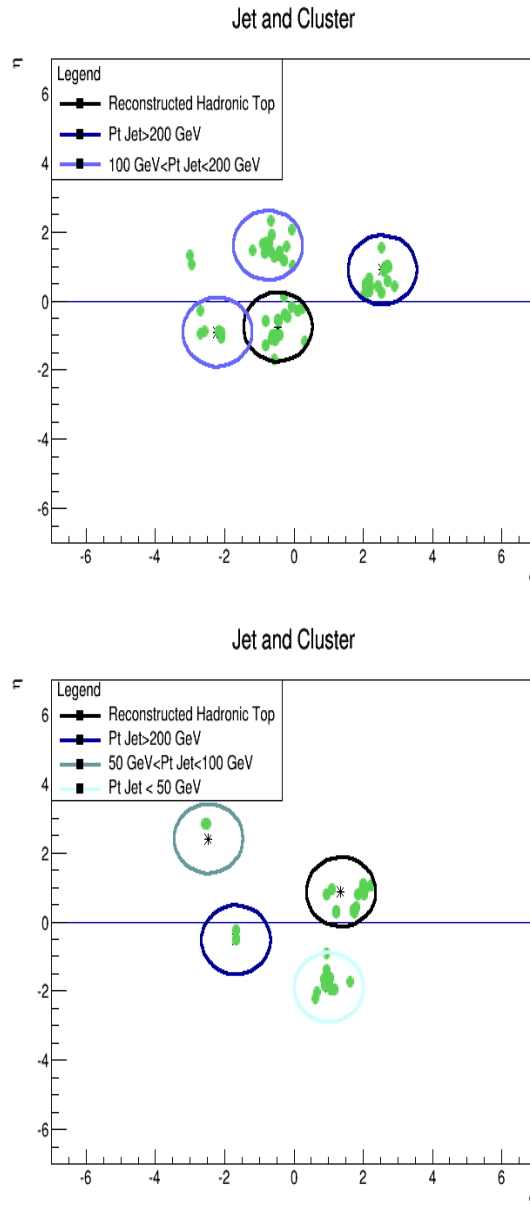 Jet and Cluster
η
Legend
Reconstructed Hadronic Top
Pt Jet>200 GeV
100 GeV<Pt Jet<200 GeV
6
4
2
0
-2
-4
-6
-6 -4 -2 0 2 4 6
Jet and Cluster
η
Legend
Reconstructed Hadronic Top
Pt Jet>200 GeV
50 GeV<Pt Jet<100 GeV
Pt Jet < 50 GeV
6
4
2
0
-2
-4
-6
-6 -4 -2 0 2 4 6